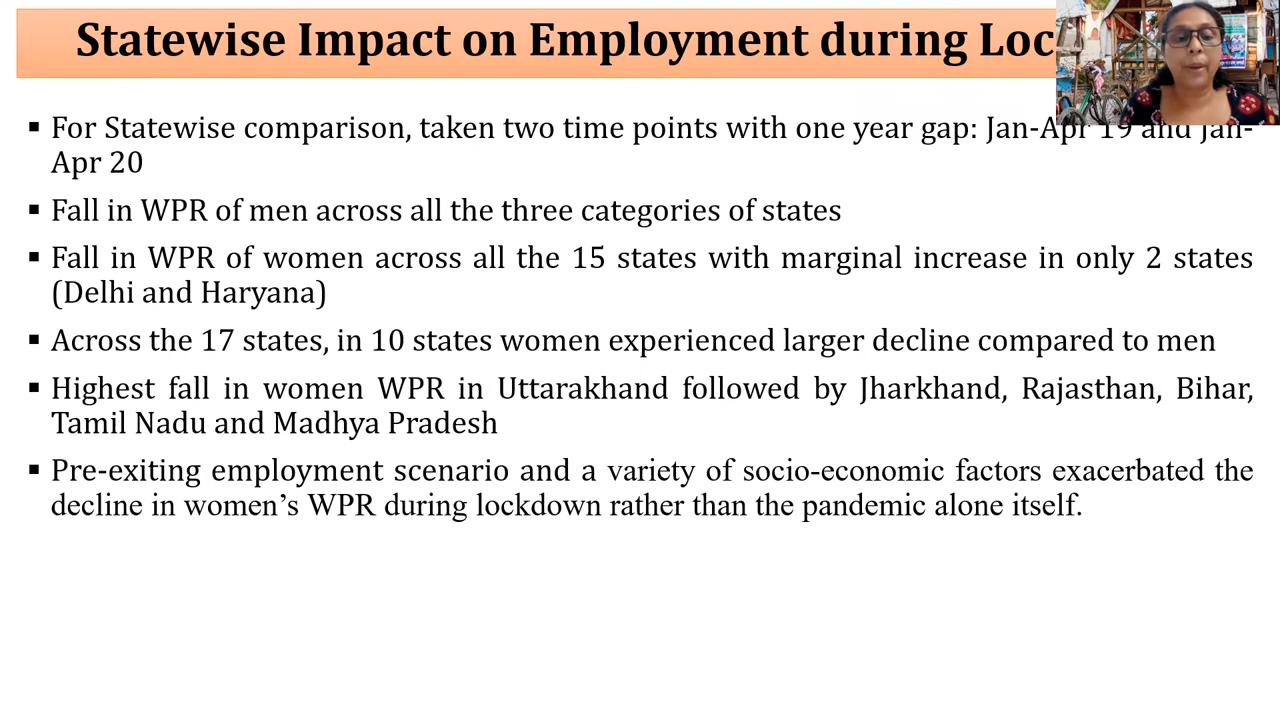 Statewise Impact on Employment during Loc
▪ For Statewise comparison, taken two time points with one year gap: Jan-Apr 19 and Jan-
Apr 20
▪ Fall in WPR of men across all the three categories of states
▪ Fall in WPR of women across all the 15 states with marginal increase in only 2 states
(Delhi and Haryana)
▪ Across the 17 states, in 10 states women experienced larger decline compared to men
▪ Highest fall in women WPR in Uttarakhand followed by Jharkhand, Rajasthan, Bihar,
Tamil Nadu and Madhya Pradesh
▪ Pre-exiting employment scenario and a variety of socio-economic factors exacerbated the
decline in women’s WPR during lockdown rather than the pandemic alone itself.